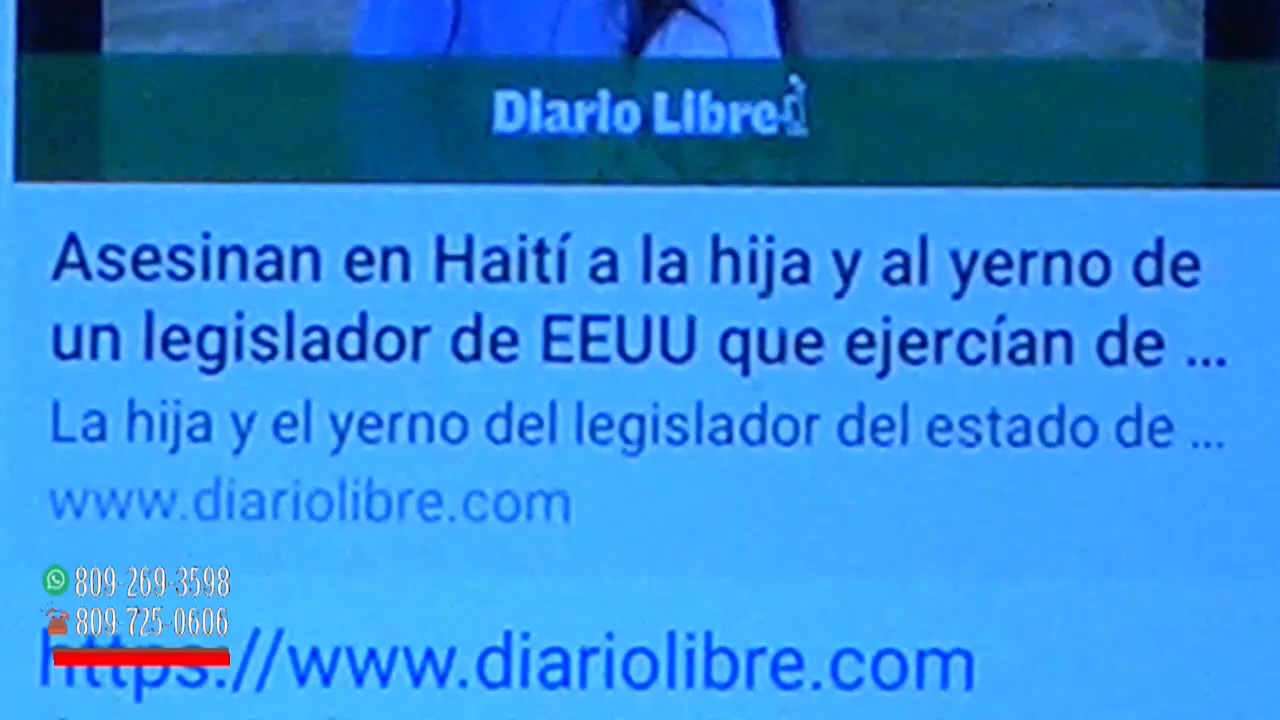 Diario Libre
Asesinan en Haití a la hija y al yerno de
un legislador de EEUU que ejercían de ...
La hija y el yerno del legislador del estado de ...
www.diariolibre.com
809-269-3598
809-725-0606
https://www.diariolibre.com